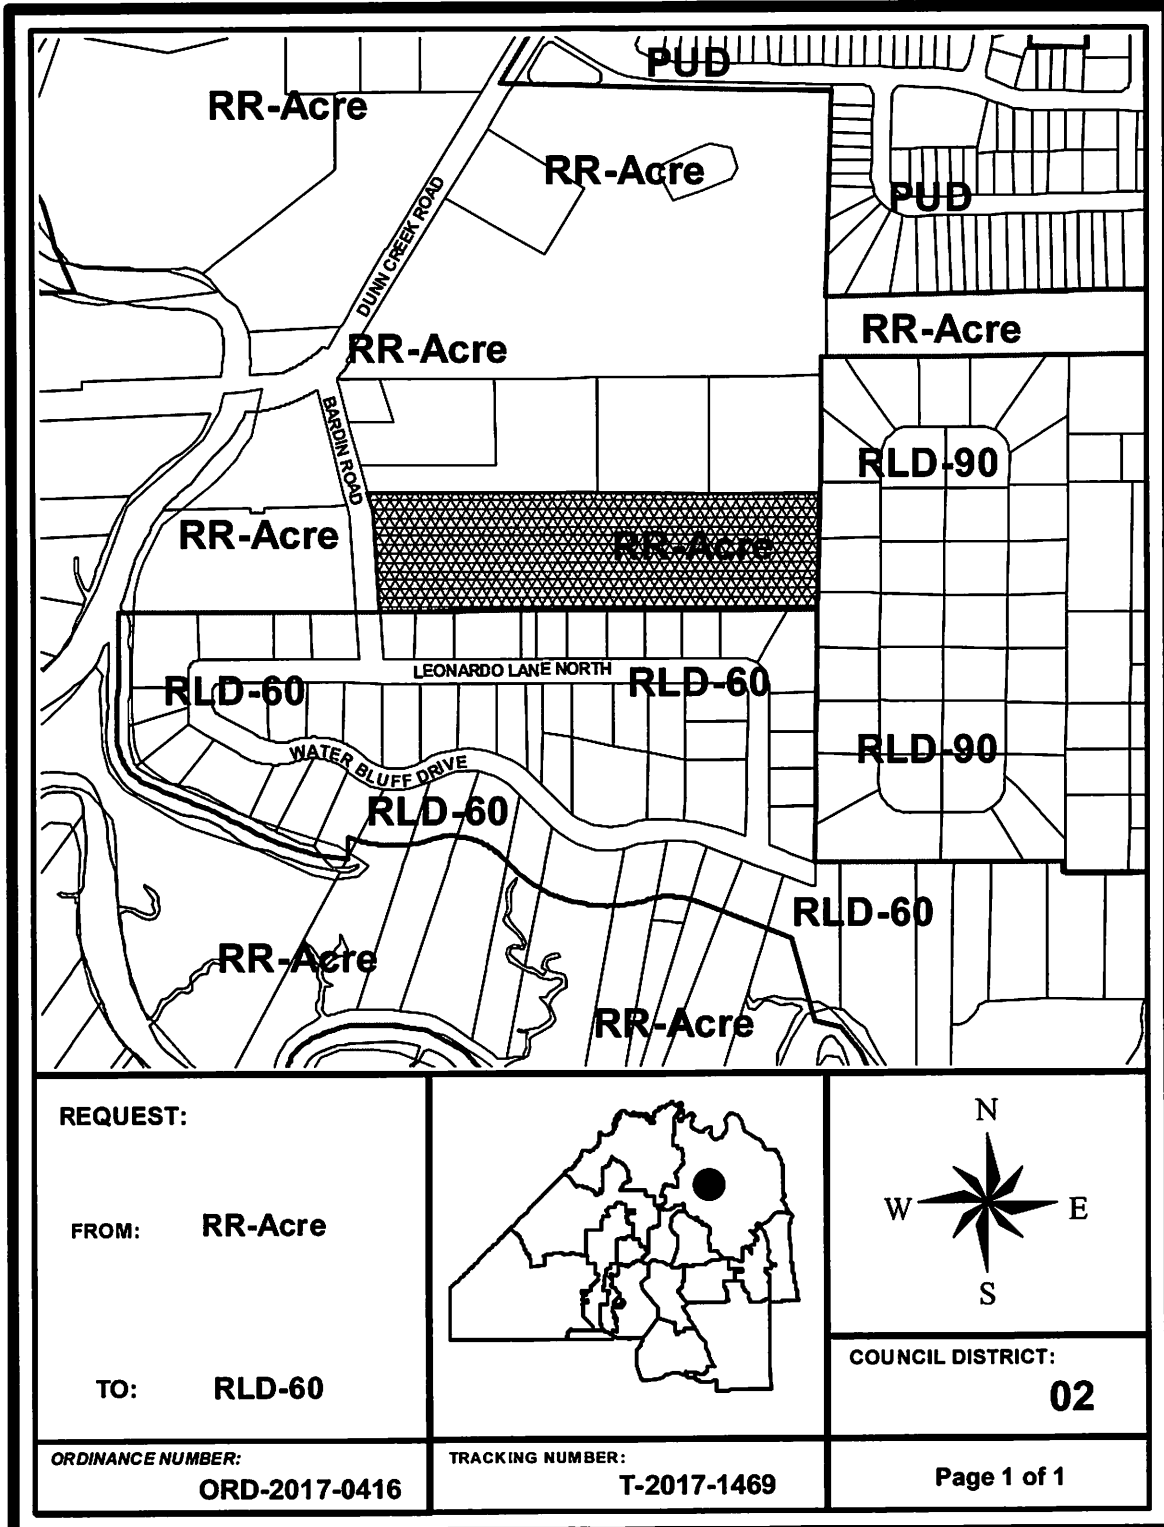 PUD
RR-Acre
RR-Acre
PUD
DUNN CREEK ROAD
RR-Acre
RR-Acre
BARDIN ROAD
RLD-90
RR-Acre
RR-Acre
LEONARDO LANE NORTH
RLD-60
RLD-60
WATER BLUFF DRIVE
RLD-90
RLD-60
RLD-60
RR-Acre
RR-Acre
REQUEST:
FROM: RR-Acre
TO: RLD-60
N
W E
S
COUNCIL DISTRICT:
02
ORDINANCE NUMBER:
ORD-2017-0416
TRACKING NUMBER:
T-2017-1469
Page 1 of 1